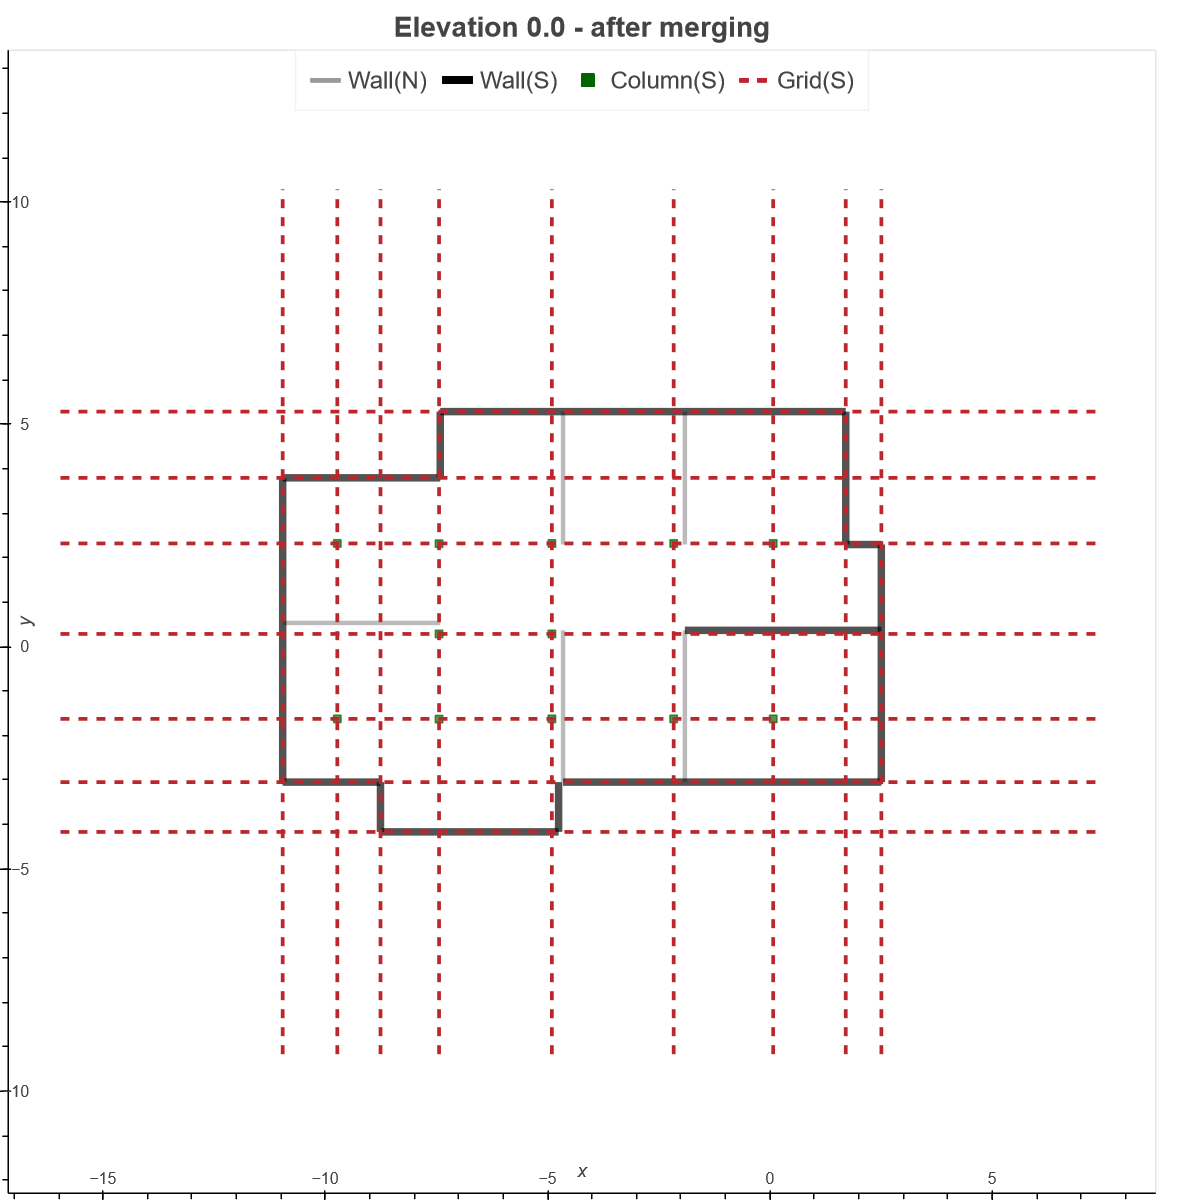 Elevation 0.0 - after merging
Wall(N) Wall(S) Column(S) Grid(S)
10
5
y
0
−5
−10
x
−15 −10 −5 0 5